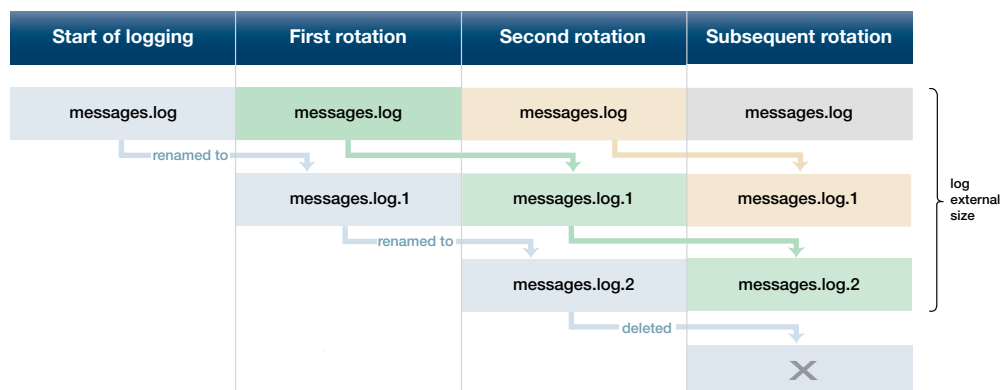 Start of logging First rotation Second rotation Subsequent rotation
messages.log messages.log messages.log messages.log
renamed to
messages.log.1 messages.log.1 messages.log.1
log
external
size
renamed to
messages.log.2 messages.log.2
deleted
X